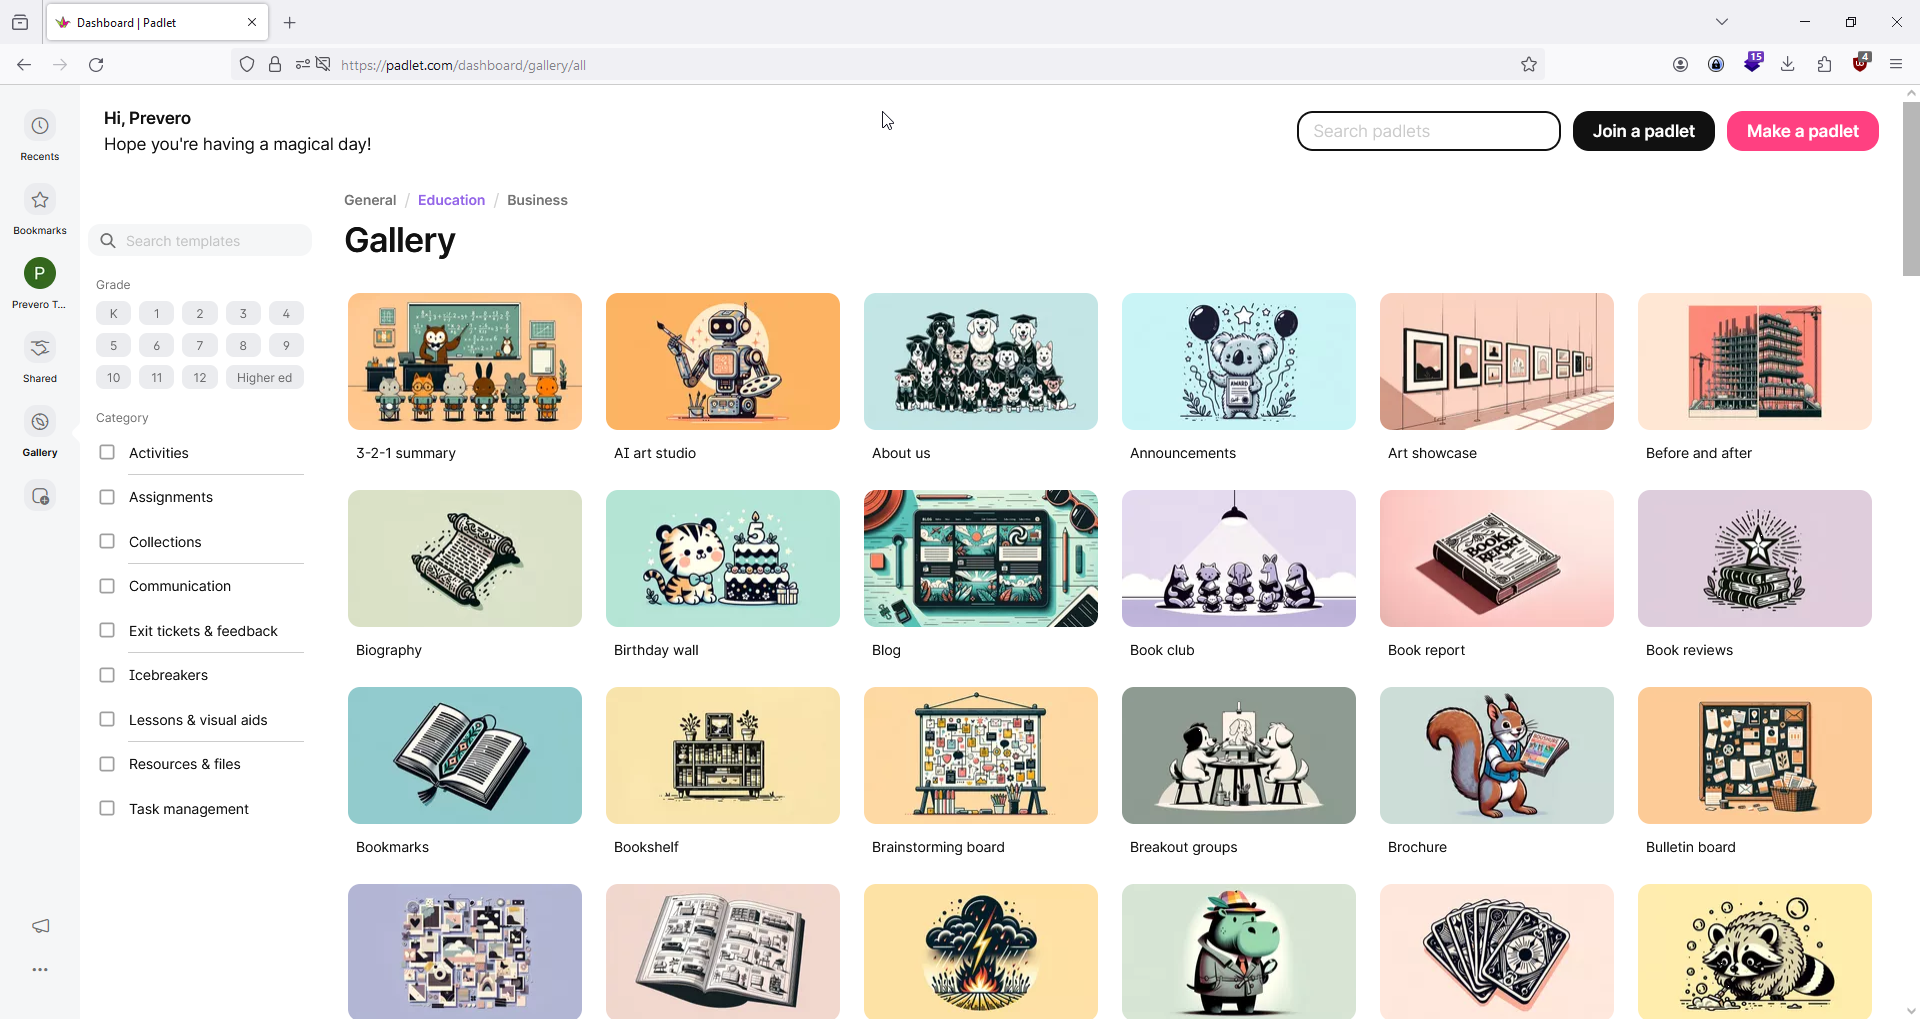 Dashboard | Padlet
https://padlet.com/dashboard/gallery/all
15
4
Hi, Prevero
Hope you're having a magical day!
Search padlets
Join a padlet
Make a padlet
Recents
Bookmarks
P
Prevero T...
Shared
Gallery
General / Education / Business
Gallery
Search templates
Grade
K 1 2 3 4
5 6 7 8 9
10 11 12 Higher ed
Category
Activities
Assignments
Collections
Communication
Exit tickets & feedback
Icebreakers
Lessons & visual aids
Resources & files
Task management
AWARD
3-2-1 summary
AI art studio
About us
Announcements
Art showcase
Before and after
5
BLOG
BOOK REPORT
Biography
Birthday wall
Blog
Book club
Book report
Book reviews
Bookmarks
Bookshelf
Brainstorming board
Breakout groups
Brochure
Bulletin board